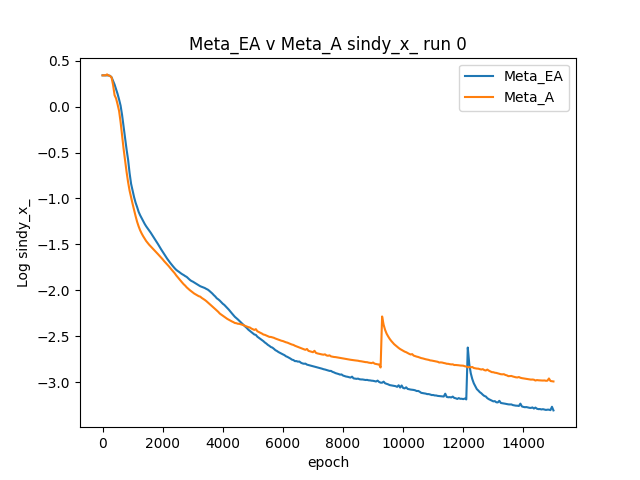 Meta_EA v Meta_A sindy_x_ run 0
Meta_EA
Meta_A
Log sindy_x_
0.5
0.0
−0.5
−1.0
−1.5
−2.0
−2.5
−3.0
0 2000 4000 6000 8000 10000 12000 14000
epoch